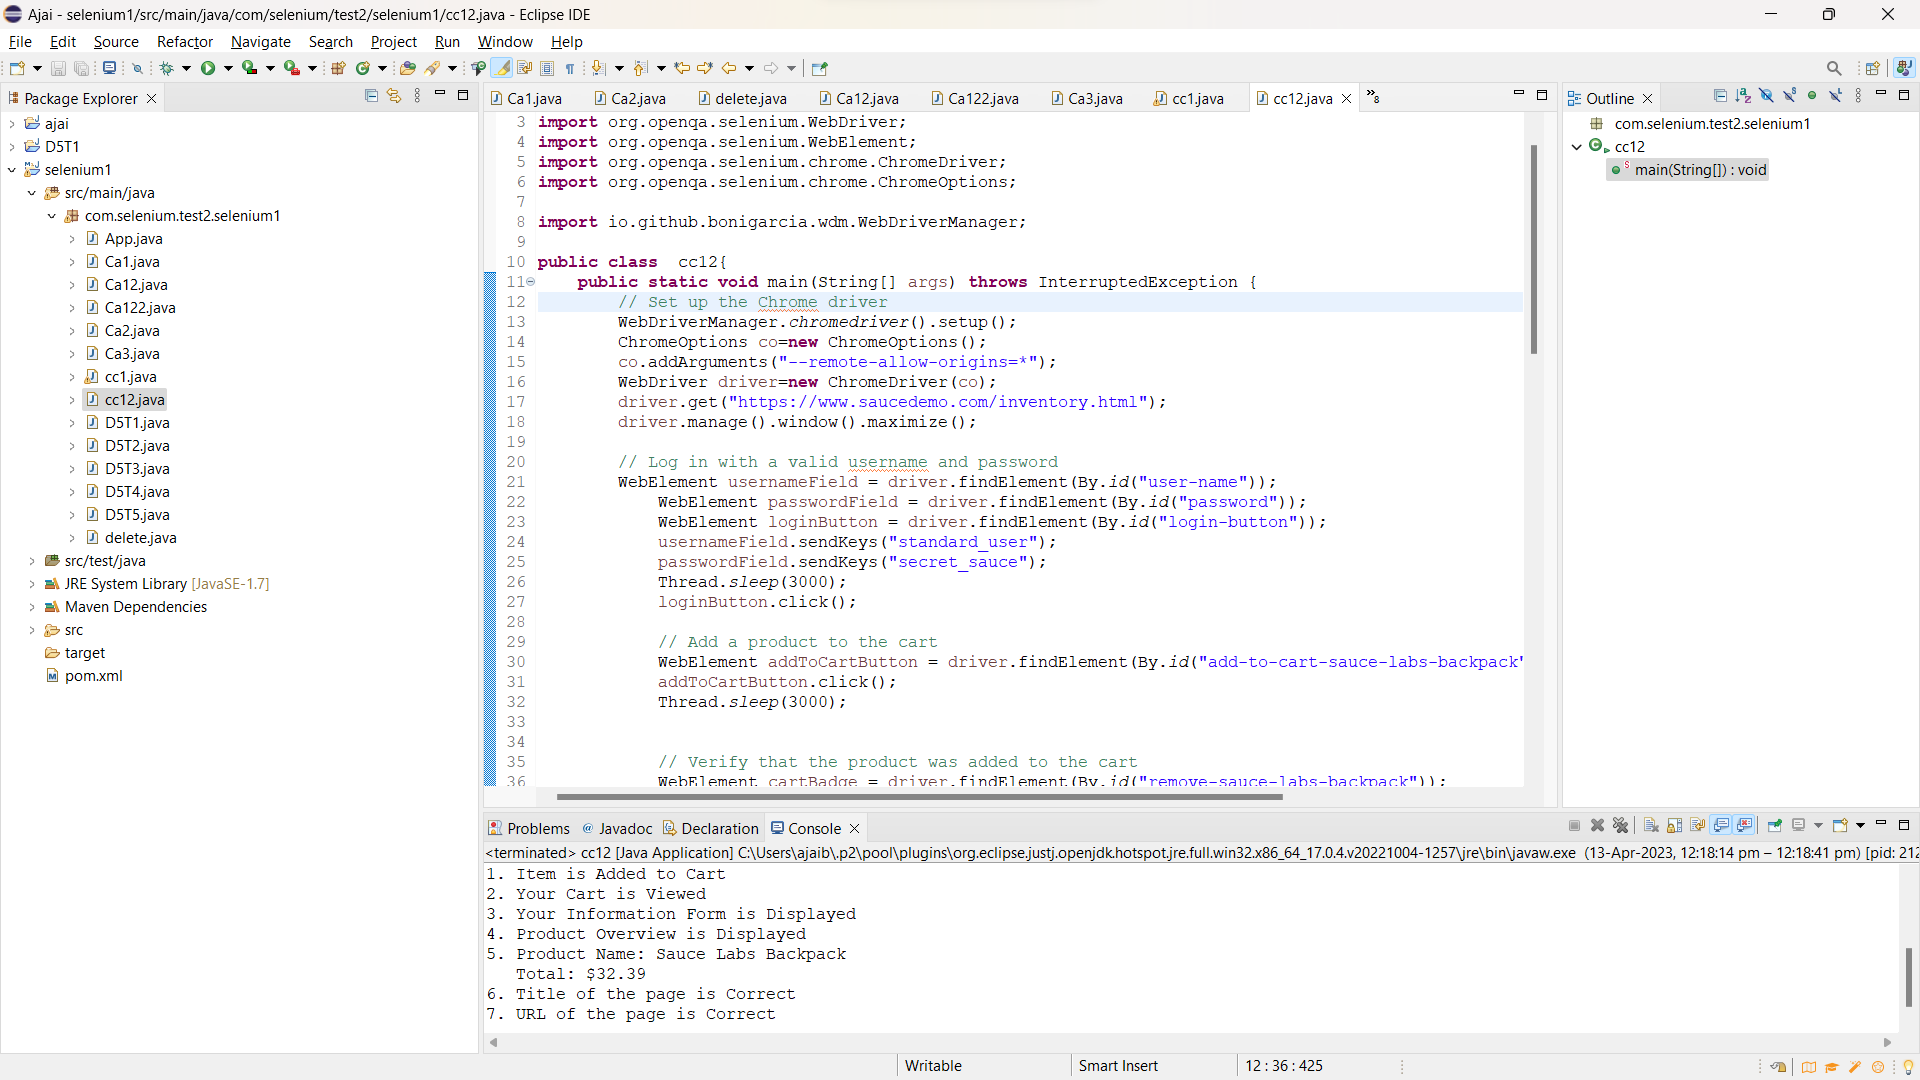 Ajai - selenium1/src/main/java/com/selenium/test2/selenium1/cc12.java - Eclipse IDE
File Edit Source Refactor Navigate Search Project Run Window Help
Package Explorer
ajai
D5T1
selenium1
src/main/java
com.selenium.test2.selenium1
App.java
Ca1.java
Ca12.java
Ca122.java
Ca2.java
Ca3.java
cc1.java
cc12.java
D5T1.java
D5T2.java
D5T3.java
D5T4.java
D5T5.java
delete.java
src/test/java
JRE System Library [JavaSE-1.7]
Maven Dependencies
src
target
pom.xml
Ca1.java Ca2.java delete.java Ca12.java Ca122.java Ca3.java cc1.java cc12.java »8
3 import org.openqa.selenium.WebDriver;
4 import org.openqa.selenium.WebElement;
5 import org.openqa.selenium.chrome.ChromeDriver;
6 import org.openqa.selenium.chrome.ChromeOptions;
7
8 import io.github.bonigarcia.wdm.WebDriverManager;
9
10 public class  cc12{
11 public static void main(String[] args) throws InterruptedException {
12 // Set up the Chrome driver
13 WebDriverManager.chromedriver().setup();
14 ChromeOptions co=new ChromeOptions();
15 co.addArguments("--remote-allow-origins=*");
16 WebDriver driver=new ChromeDriver(co);
17 driver.get("https://www.saucedemo.com/inventory.html");
18 driver.manage().window().maximize();
19
20 // Log in with a valid username and password
21 WebElement usernameField = driver.findElement(By.id("user-name"));
22 WebElement passwordField = driver.findElement(By.id("password"));
23 WebElement loginButton = driver.findElement(By.id("login-button"));
24 usernameField.sendKeys("standard_user");
25 passwordField.sendKeys("secret_sauce");
26 Thread.sleep(3000);
27 loginButton.click();
28
29 // Add a product to the cart
30 WebElement addToCartButton = driver.findElement(By.id("add-to-cart-sauce-labs-backpack"
31 addToCartButton.click();
32 Thread.sleep(3000);
33
34
35 // Verify that the product was added to the cart
36 WebElement cartBadge = driver.findElement(By.id("remove-sauce-labs-backpack"));
Outline
com.selenium.test2.selenium1
cc12
main(String[]) : void
Problems @ Javadoc Declaration Console
<terminated> cc12 [Java Application] C:\Users\ajaib\.p2\pool\plugins\org.eclipse.justj.openjdk.hotspot.jre.full.win32.x86_64_17.0.4.v20221004-1257\jre\bin\javaw.exe (13-Apr-2023, 12:18:14 pm – 12:18:41 pm) [pid: 212
1. Item is Added to Cart
2. Your Cart is Viewed
3. Your Information Form is Displayed
4. Product Overview is Displayed
5. Product Name: Sauce Labs Backpack
Total: $32.39
6. Title of the page is Correct
7. URL of the page is Correct
Writable Smart Insert 12 : 36 : 425